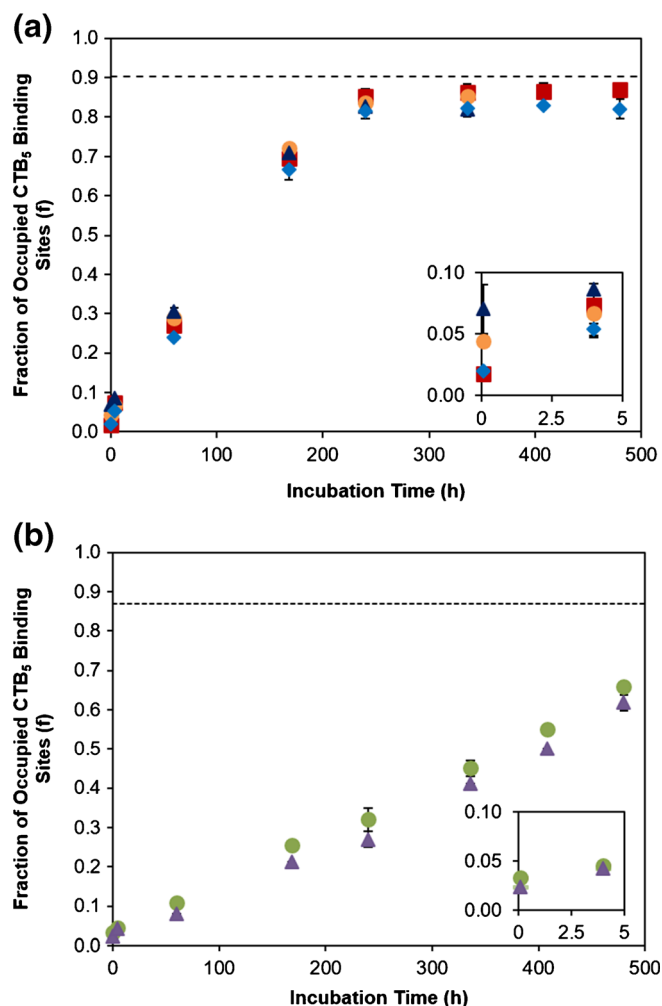 (a)
1.0
0.9
0.8
0.7
0.6
0.5
0.4
0.3
0.2
0.1
0.0
Fraction of Occupied CTB5 Binding
Sites (f)
0.10
0.05
0.00
0 2.5 5
0 100 200 300 400 500
Incubation Time (h)
(b)
1.0
0.9
0.8
0.7
0.6
0.5
0.4
0.3
0.2
0.1
0.0
Fraction of Occupied CTB5 Binding
Sites (f)
0.10
0.05
0.00
0 2.5 5
0 100 200 300 400 500
Incubation Time (h)